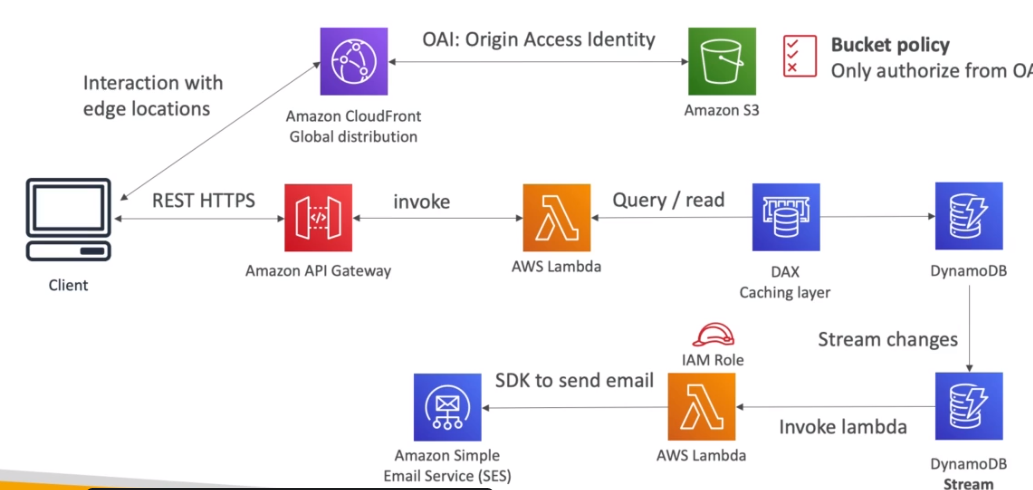 OAI: Origin Access Identity
Bucket policy
Only authorize from
Interaction with
edge locations
Amazon CloudFront
Global distribution
Amazon S3
REST HTTPS
invoke
Query / read
Client
Amazon API Gateway
AWS Lambda
DAX
Caching layer
DynamoDB
Stream changes
IAM Role
SDK to send email
Invoke lambda
Amazon Simple
Email Service (SES)
AWS Lambda
DynamoDB
Stream